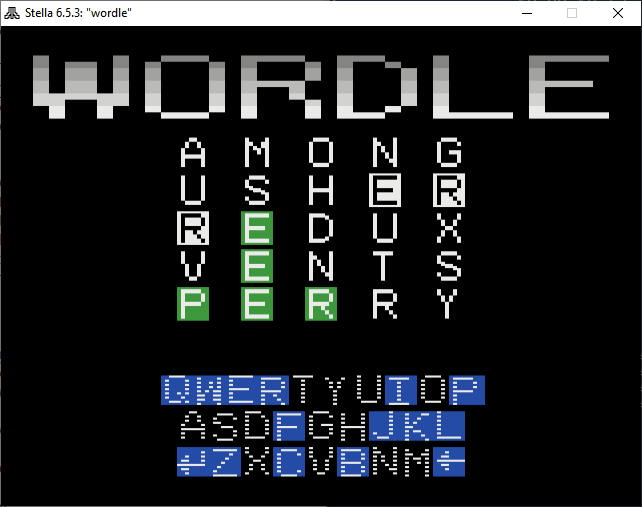 Stella 6.5.3: "wordle"
WORDLE
A M O N G
U S H E R
R E D U X
V E N T S
P E R R Y
Q W E R T Y U I O P
A S D F G H J K L
↵ Z X C V B N M ←